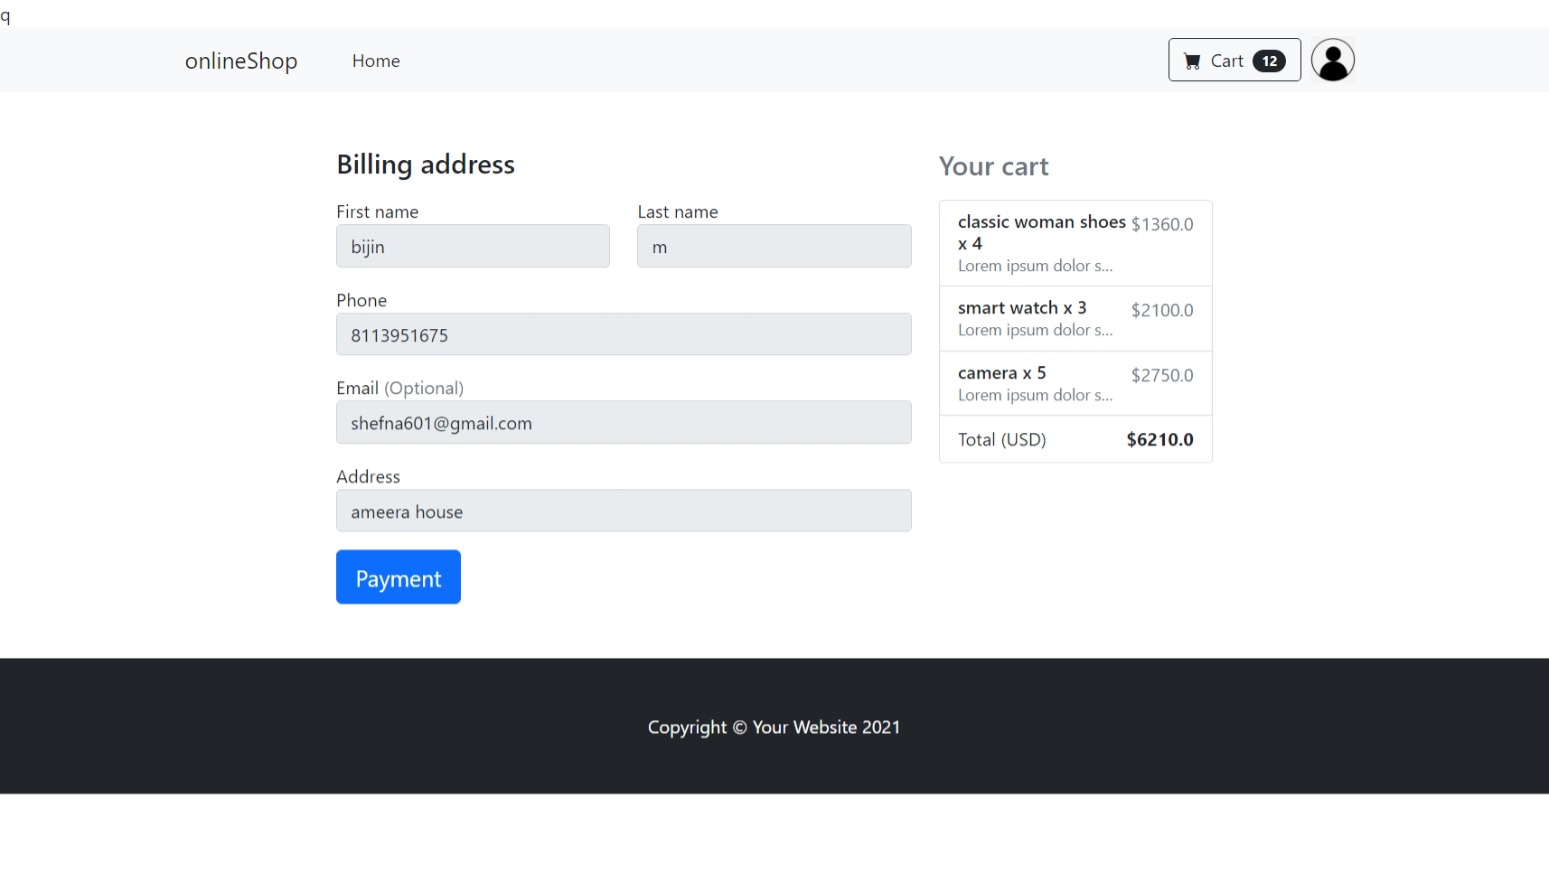 q
onlineShop Home Cart 12
Billing address
First name Last name
bijin m
Phone
8113951675
Email (Optional)
shefna601@gmail.com
Address
ameera house
Payment
Your cart
classic woman shoes $1360.0
x 4
Lorem ipsum dolor s...
smart watch x 3 $2100.0
Lorem ipsum dolor s...
camera x 5 $2750.0
Lorem ipsum dolor s...
Total (USD) $6210.0
Copyright © Your Website 2021